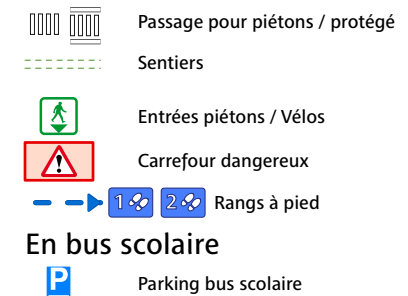 Passage pour piétons / protégé
Sentiers
Entrées piétons / Vélos
Carrefour dangereux
1 2 Rangs à pied
En bus scolaire
P Parking bus scolaire